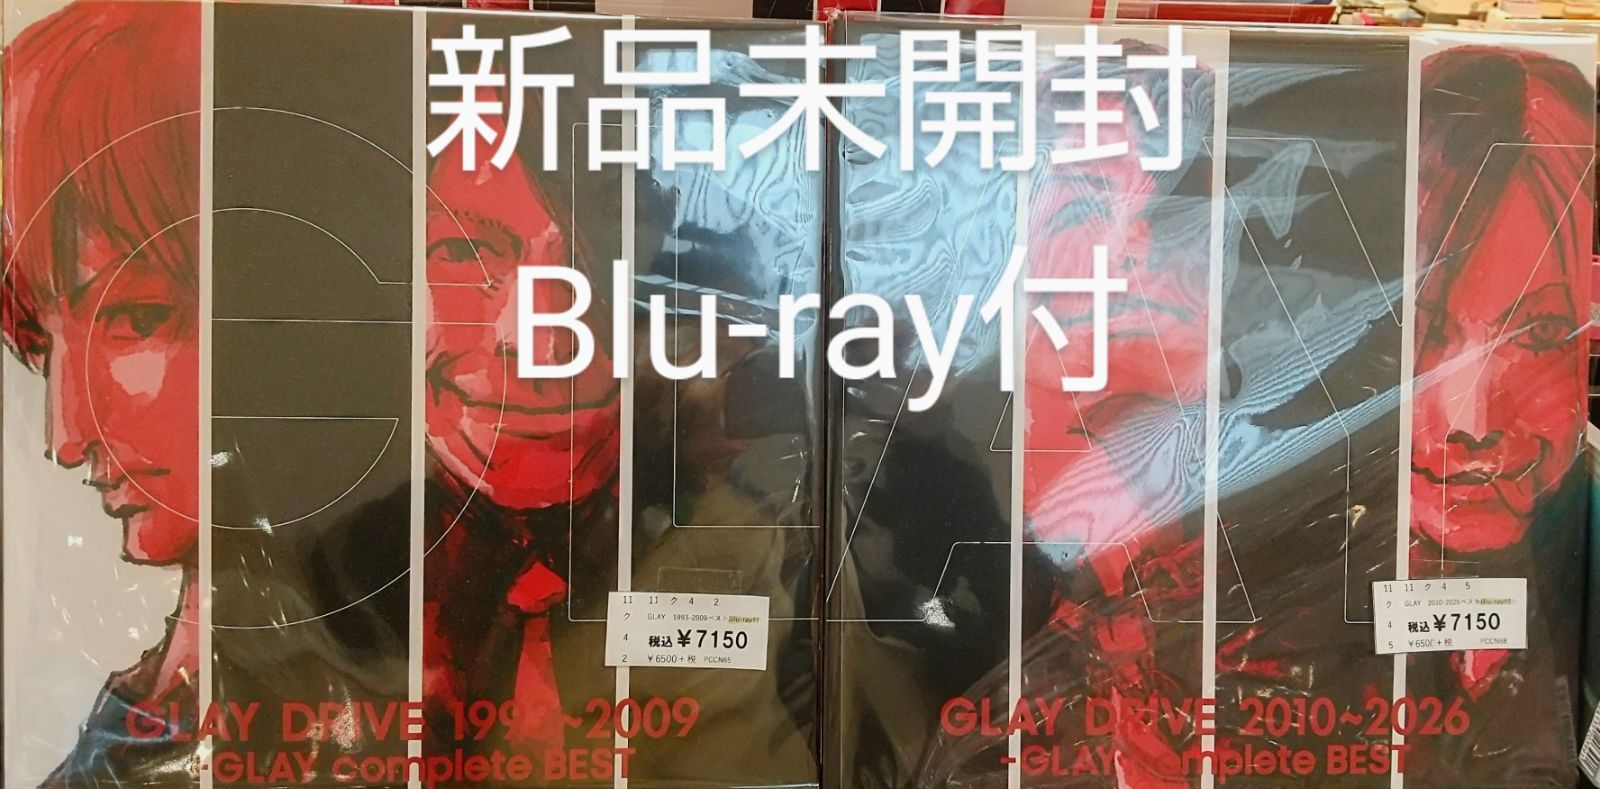 新品未開封
Blu-ray付
GLAY
11 11 ク 4 2
ク GLAY 1993-2009ベスト Blu-ray付
4 税込¥7150
2 ¥6500+税 PCCN65
11 11 ク 4 5
ク GLAY 2010-2026ベスト Blu-ray付
4 税込¥7150
5 ¥6500+税 PCCN68
GLAY DRIVE 1993~2009
-GLAY complete BEST
GLAY DRIVE 2010~2026
-GLAY complete BEST